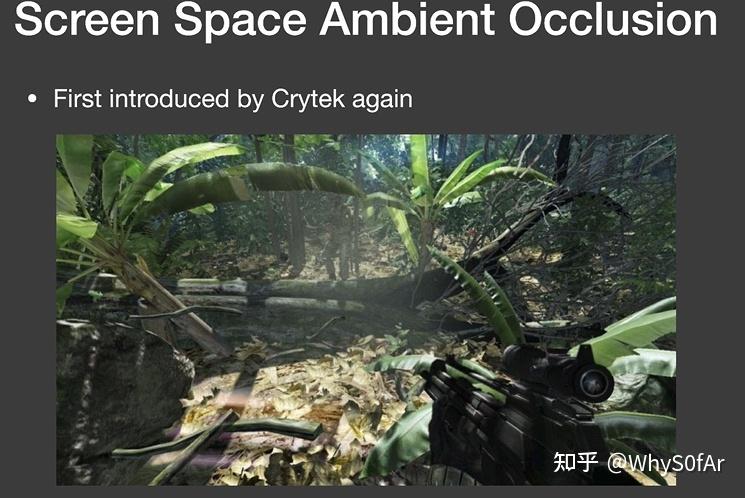 Screen Space Ambient Occlusion
• First introduced by Crytek again
知乎 @WhyS0fAr